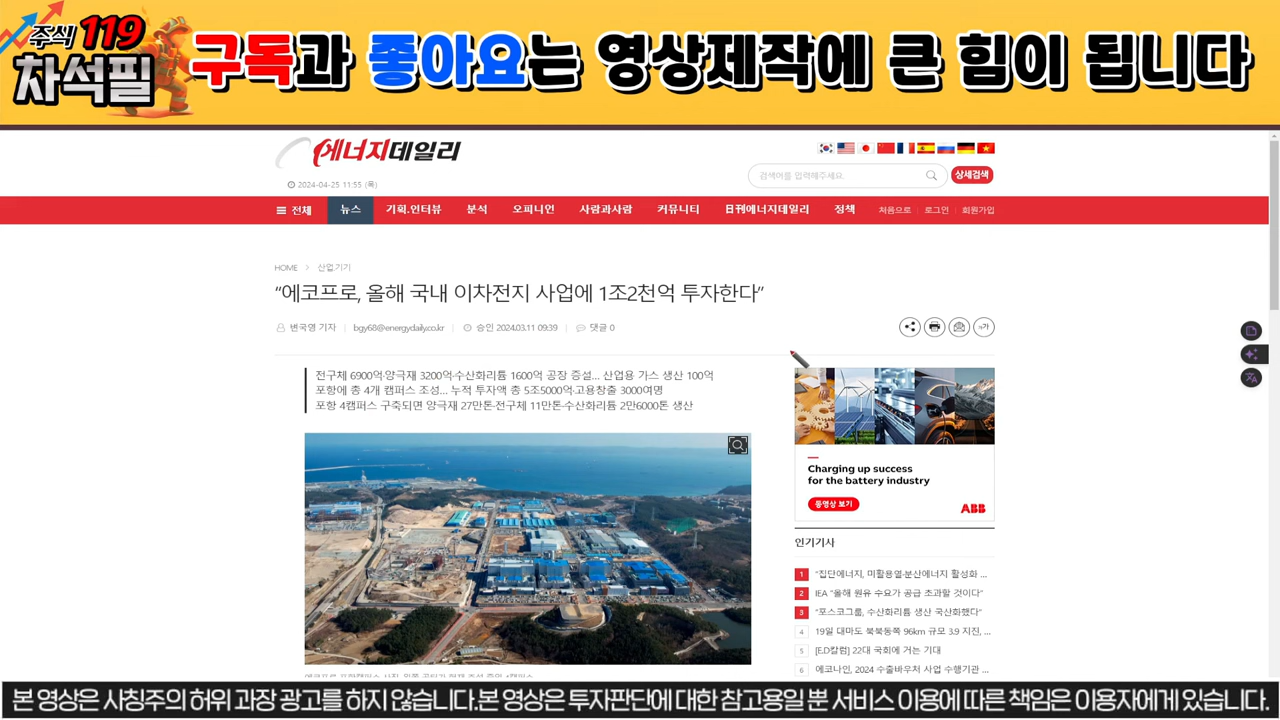 주식 119
차석필
구독과 좋아요는 영상제작에 큰 힘이 됩니다
에너지데일리
2024-04-25 11:55 (목)
검색어를 입력해주세요.
상세검색
전체 뉴스 기획.인터뷰 분석 오피니언 사람과사람 커뮤니티 日刊에너지데일리 정책 처음으로 로그인 회원가입
HOME > 산업.기기
“에코프로, 올해 국내 이차전지 사업에 1조2천억 투자한다”
변국영 기자 | bgy68@energydaily.co.kr | 승인 2024.03.11 09:39 | 댓글 0
가
전구체 6900억·양극재 3200억·수산화리튬 1600억 공장 증설… 산업용 가스 생산 100억
포항에 총 4개 캠퍼스 조성… 누적 투자액 총 5조5000억·고용창출 3000여명
포항 4캠퍼스 구축되면 양극재 27만톤·전구체 11만톤·수산화리튬 2만6000톤 생산
Charging up success
for the battery industry
동영상 보기
ABB
인기기사
1 “집단에너지, 미활용열·분산에너지 활성화 ...
2 IEA “올해 원유 수요가 공급 초과할 것이다”
3 “포스코그룹, 수산화리튬 생산 국산화했다”
4 19일 대마도 북북동쪽 96km 규모 3.9 지진, ...
5 [E.D칼럼] 22대 국회에 거는 기대
6 에코나인, 2024 수출바우처 사업 수행기관 ...
본 영상은 사칭주의 허위 과장 광고를 하지 않습니다.본 영상은 투자판단에 대한 참고용일 뿐 서비스 이용에 따른 책임은 이용자에게 있습니다.